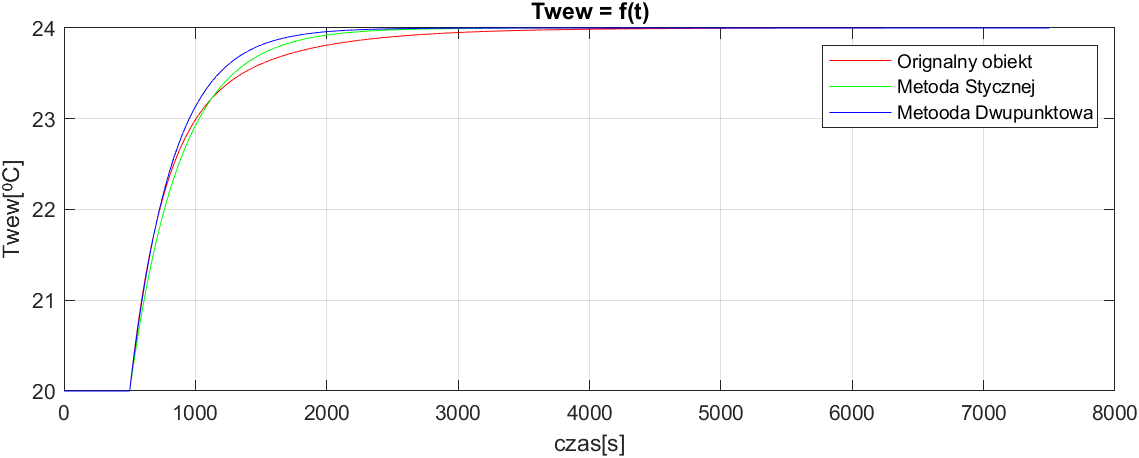 Twew = f(t)
24
23
22
21
20
Twew[ºC]
0 1000 2000 3000 4000 5000 6000 7000 8000
czas[s]
Orignalny obiekt
Metoda Stycznej
Metooda Dwupunktowa